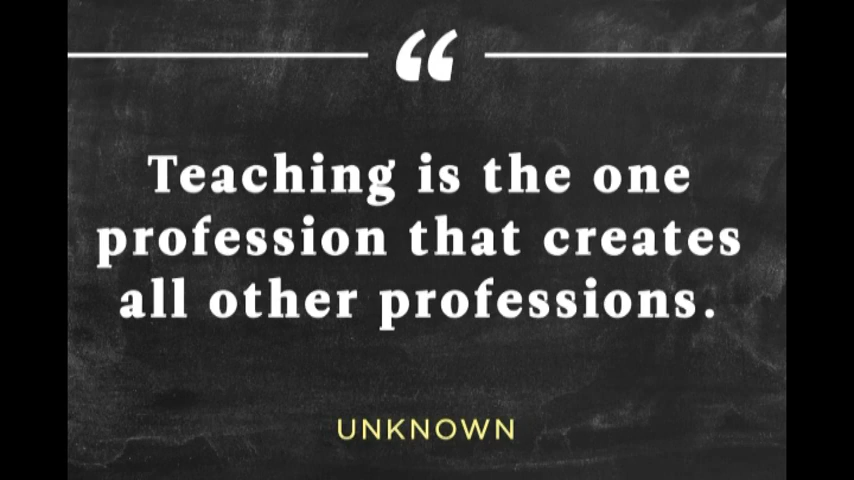 “
Teaching is the one
profession that creates
all other professions.
UNKNOWN